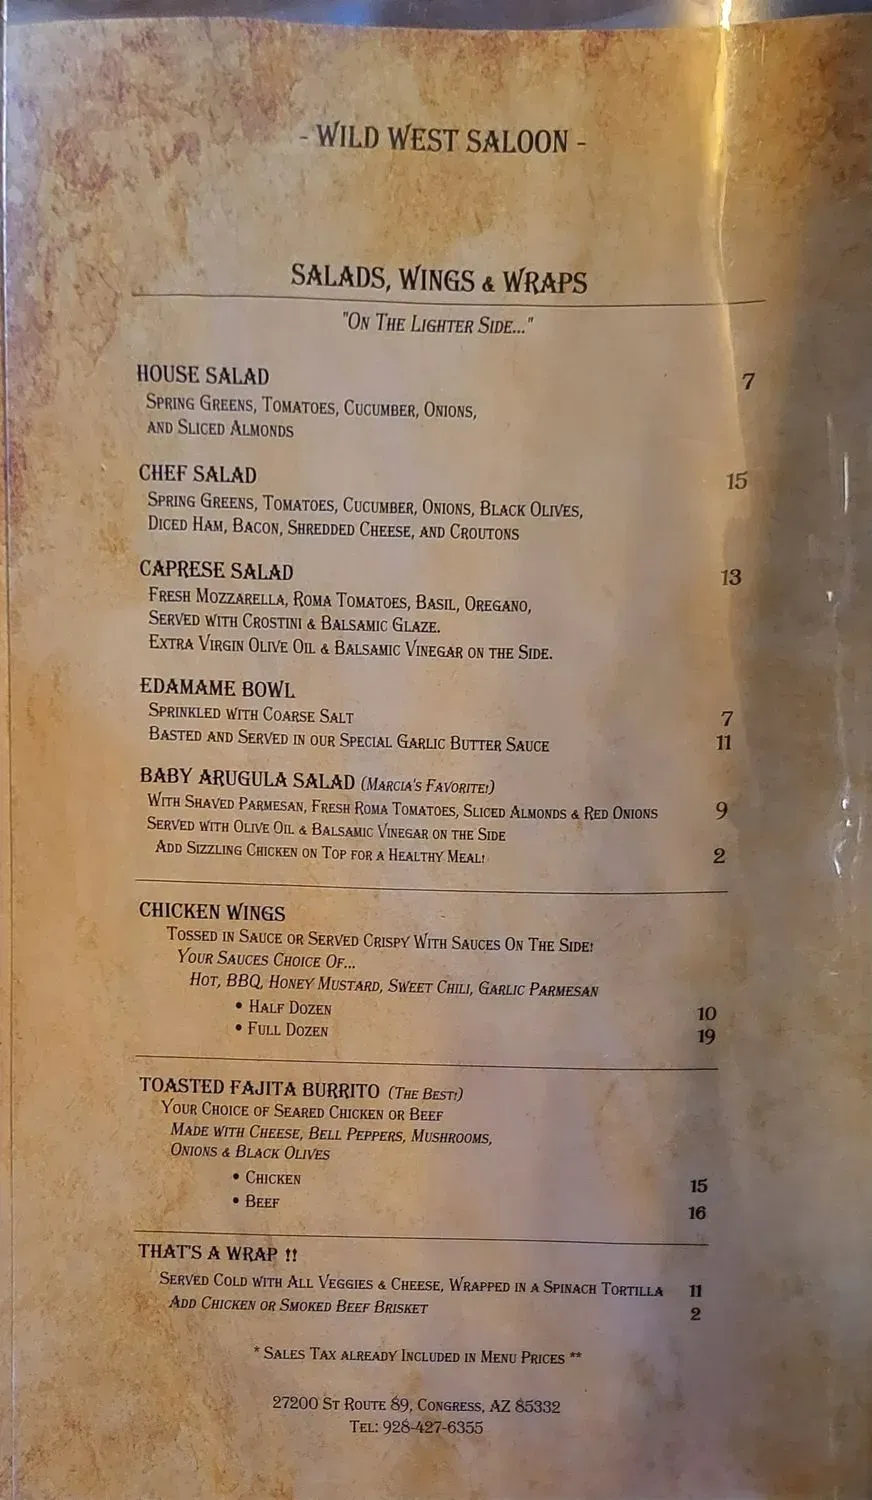 - WILD WEST SALOON -
SALADS, WINGS & WRAPS
"ON THE LIGHTER SIDE..."
HOUSE SALAD 7
SPRING GREENS, TOMATOES, CUCUMBER, ONIONS,
AND SLICED ALMONDS
CHEF SALAD 15
SPRING GREENS, TOMATOES, CUCUMBER, ONIONS, BLACK OLIVES,
DICED HAM, BACON, SHREDDED CHEESE, AND CROUTONS
CAPRESE SALAD 13
FRESH MOZZARELLA, ROMA TOMATOES, BASIL, OREGANO,
SERVED WITH CROSTINI & BALSAMIC GLAZE.
EXTRA VIRGIN OLIVE OIL & BALSAMIC VINEGAR ON THE SIDE.
EDAMAME BOWL
SPRINKLED WITH COARSE SALT 7
BASTED AND SERVED IN OUR SPECIAL GARLIC BUTTER SAUCE 11
BABY ARUGULA SALAD (MARCIA'S FAVORITE!)
WITH SHAVED PARMESAN, FRESH ROMA TOMATOES, SLICED ALMONDS & RED ONIONS 9
SERVED WITH OLIVE OIL & BALSAMIC VINEGAR ON THE SIDE
ADD SIZZLING CHICKEN ON TOP FOR A HEALTHY MEAL! 2
CHICKEN WINGS
TOSSED IN SAUCE OR SERVED CRISPY WITH SAUCES ON THE SIDE!
YOUR SAUCES CHOICE OF...
HOT, BBQ, HONEY MUSTARD, SWEET CHILI, GARLIC PARMESAN
• HALF DOZEN 10
• FULL DOZEN 19
TOASTED FAJITA BURRITO (THE BEST!)
YOUR CHOICE OF SEARED CHICKEN OR BEEF
MADE WITH CHEESE, BELL PEPPERS, MUSHROOMS,
ONIONS & BLACK OLIVES
• CHICKEN 15
• BEEF 16
THAT'S A WRAP !!
SERVED COLD WITH ALL VEGGIES & CHEESE, WRAPPED IN A SPINACH TORTILLA 11
ADD CHICKEN OR SMOKED BEEF BRISKET 2
* SALES TAX ALREADY INCLUDED IN MENU PRICES **
27200 ST ROUTE 89, CONGRESS, AZ 85332
TEL: 928-427-6355